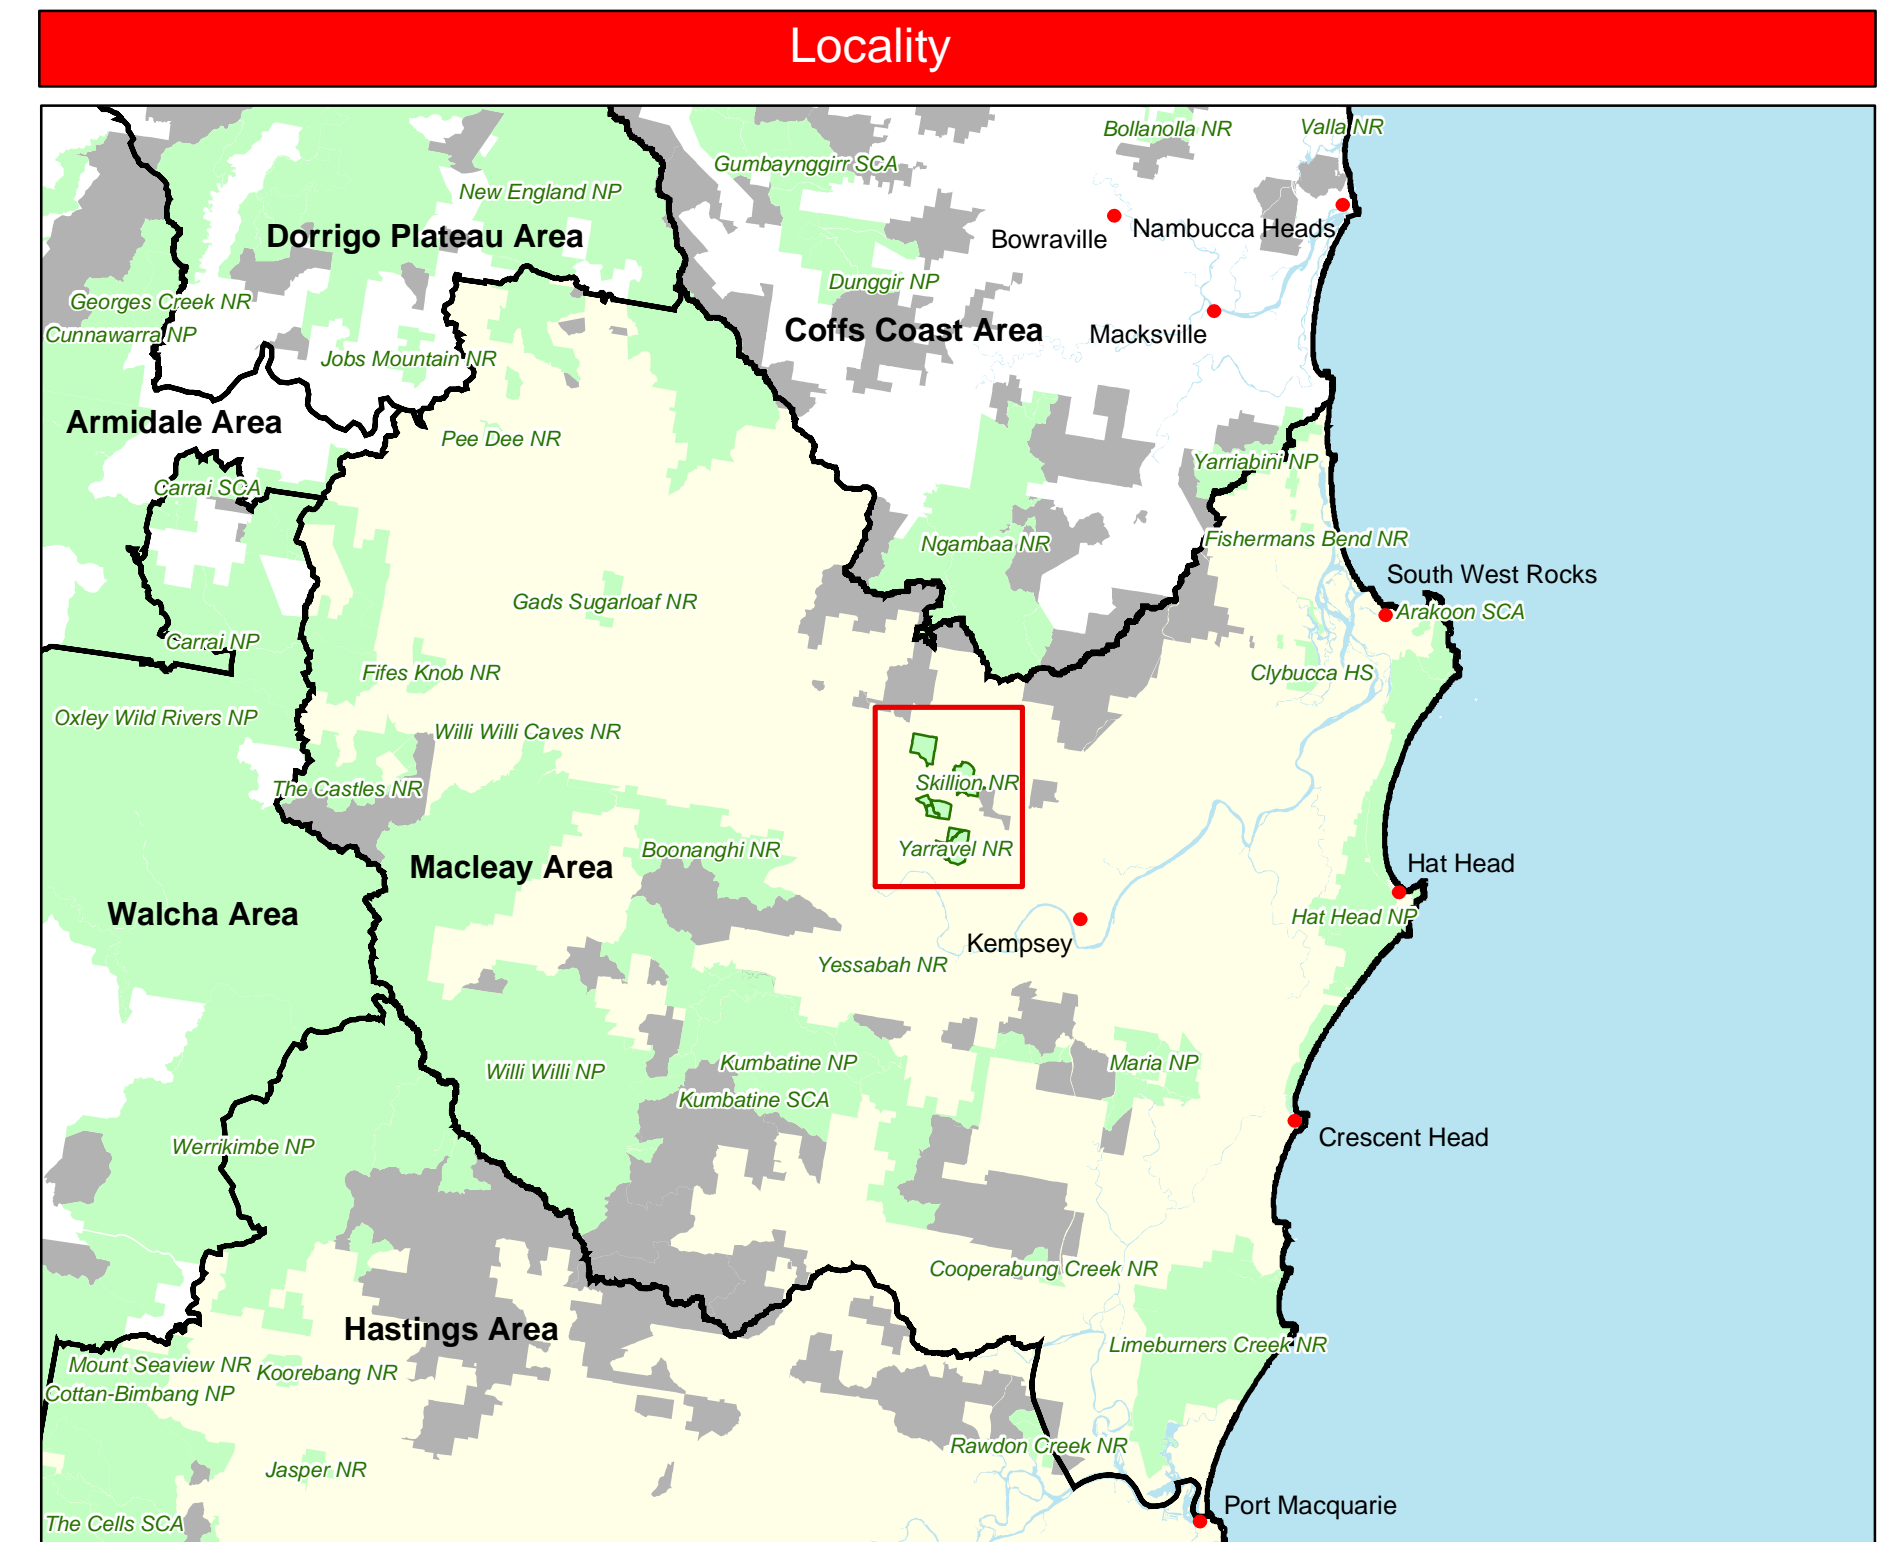 Locality
Bollanolla NR
Valla NR
Gumbaynggirr SCA
New England NP
Dorrigo Plateau Area
Bowraville
Nambucca Heads
Dunggir NP
Georges Creek NR
Cunnawarra NP
Coffs Coast Area
Macksville
Jobs Mountain NR
Armidale Area
Pee Dee NR
Yarriabini NP
Carrai SCA
Ngambaa NR
Fishermans Bend NR
South West Rocks
Gads Sugarloaf NR
Arakoon SCA
Carrai NP
Fifes Knob NR
Clybucca HS
Oxley Wild Rivers NP
Willi Willi Caves NR
The Castles NR
Skillion NR
Boonanghi NR
Yarravel NR
Macleay Area
Hat Head
Walcha Area
Hat Head NP
Kempsey
Yessabah NR
Willi Willi NP
Kumbatine NP
Maria NP
Kumbatine SCA
Crescent Head
Werrikimbe NP
Cooperabung Creek NR
Hastings Area
Limeburners Creek NR
Mount Seaview NR
Koorebang NR
Cottan-Bimbang NP
Rawdon Creek NR
Jasper NR
Port Macquarie
The Cells SCA